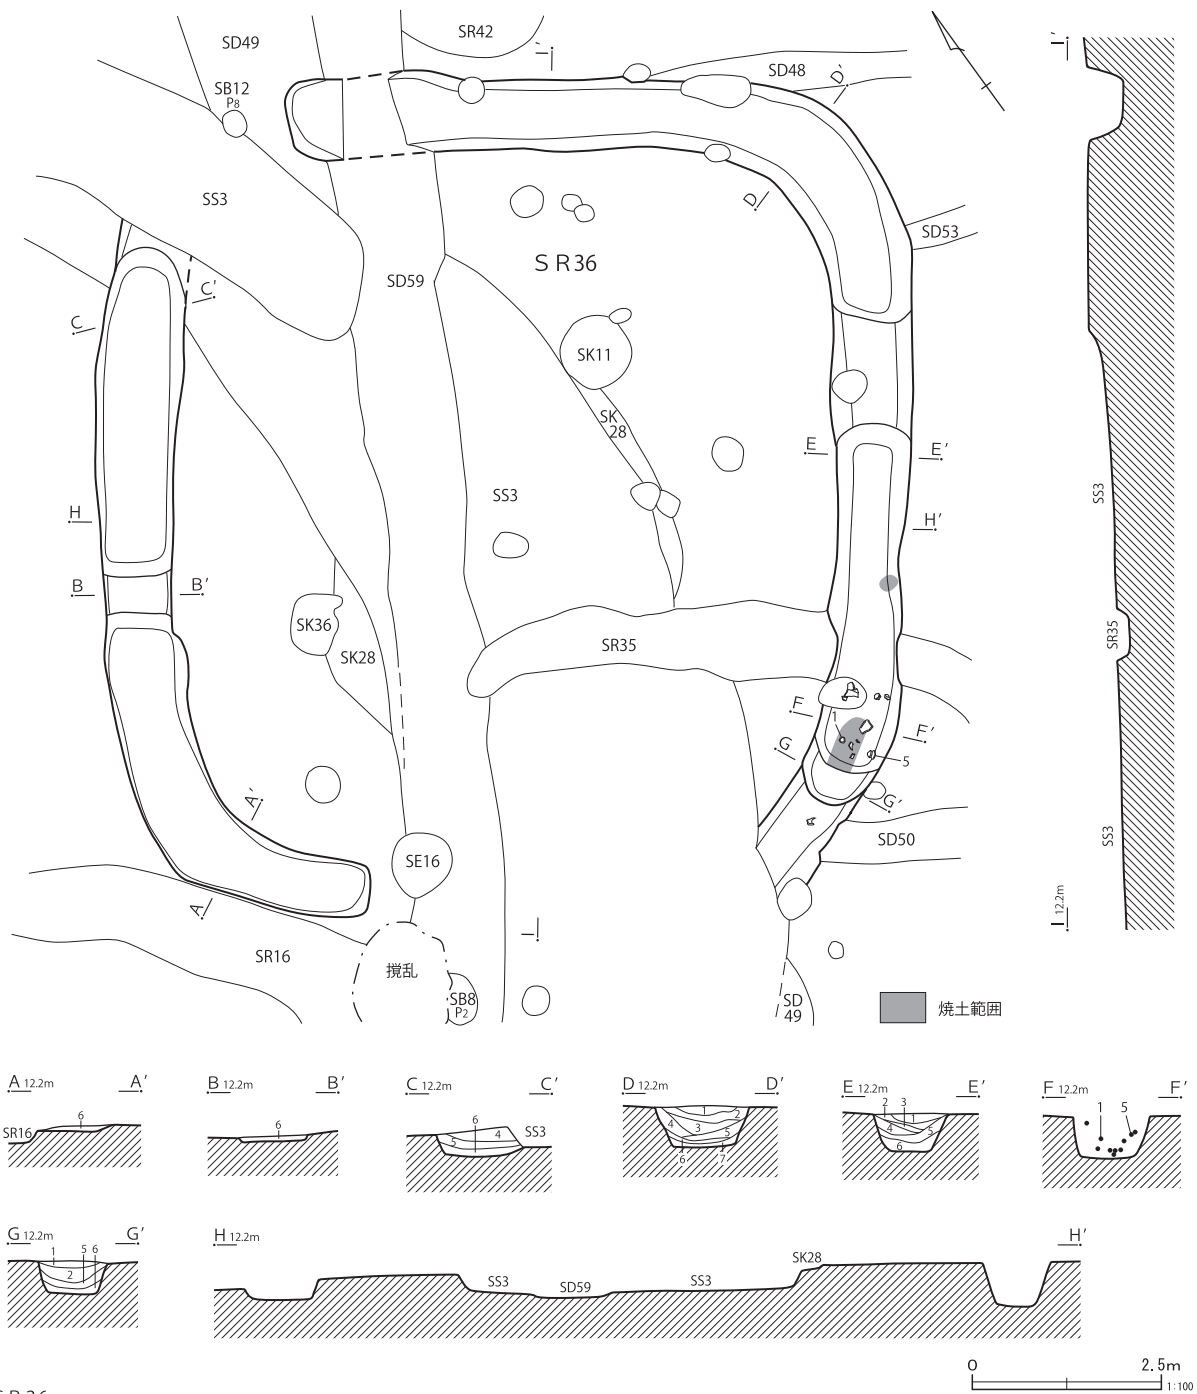 SD49
SR42
I′
SD48
D′
I′
SB12
P8
SS3
D
SD53
SD59
SR36
C′
C
SK11
SK
28
E
E′
SS3
SS3
H
H′
B
B′
SK36
SR35
SR35
SK28
F
1
F′
G
5
A′
G′
SE16
SD50
SS3
A
12.2m
I
I
SR16
撹乱
SB8
P2
SD
49
焼土範囲
A 12.2m A′
6
SR16
B 12.2m B′
6
C 12.2m C′
6
5 4 SS3
D 12.2m D′
1 2
4 3 5
6 7
E 12.2m E′
2 3 1
4 5
6
F 12.2m F′
1 5
G 12.2m G′
1 5 6
2
H 12.2m H′
SS3 SD59 SS3 SK28
0 2.5m
1:100